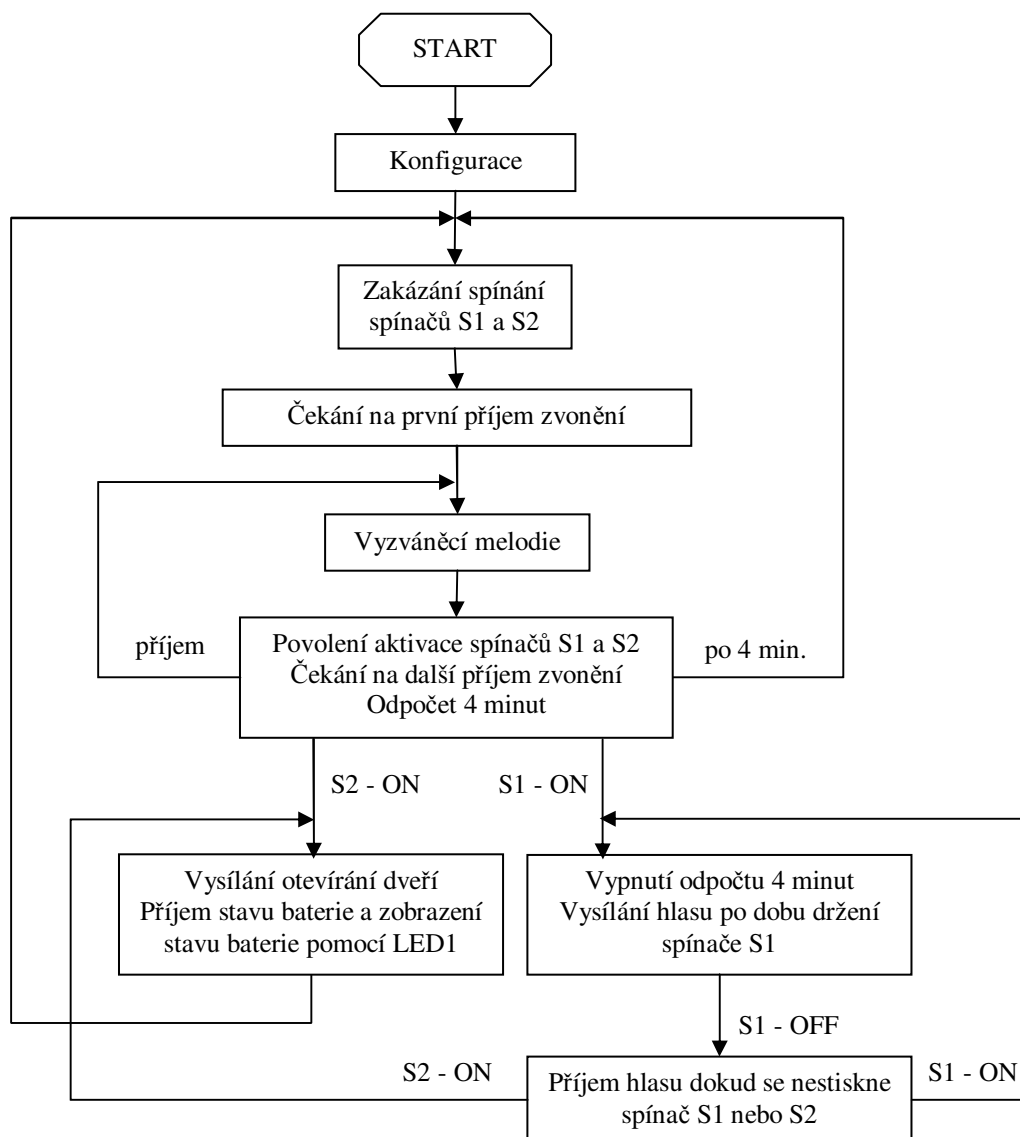 START
Konfigurace
Zakázání spínání
spínačů S1 a S2
Čekání na první příjem zvonění
Vyzváněcí melodie
příjem
Povolení aktivace spínačů S1 a S2
Čekání na další příjem zvonění
Odpočet 4 minut
po 4 min.
S2 - ON
S1 - ON
Vysílání otevírání dveří
Příjem stavu baterie a zobrazení
stavu baterie pomocí LED1
Vypnutí odpočtu 4 minut
Vysílání hlasu po dobu držení
spínače S1
S1 - OFF
S2 - ON
Příjem hlasu dokud se nestiskne
spínač S1 nebo S2
S1 - ON